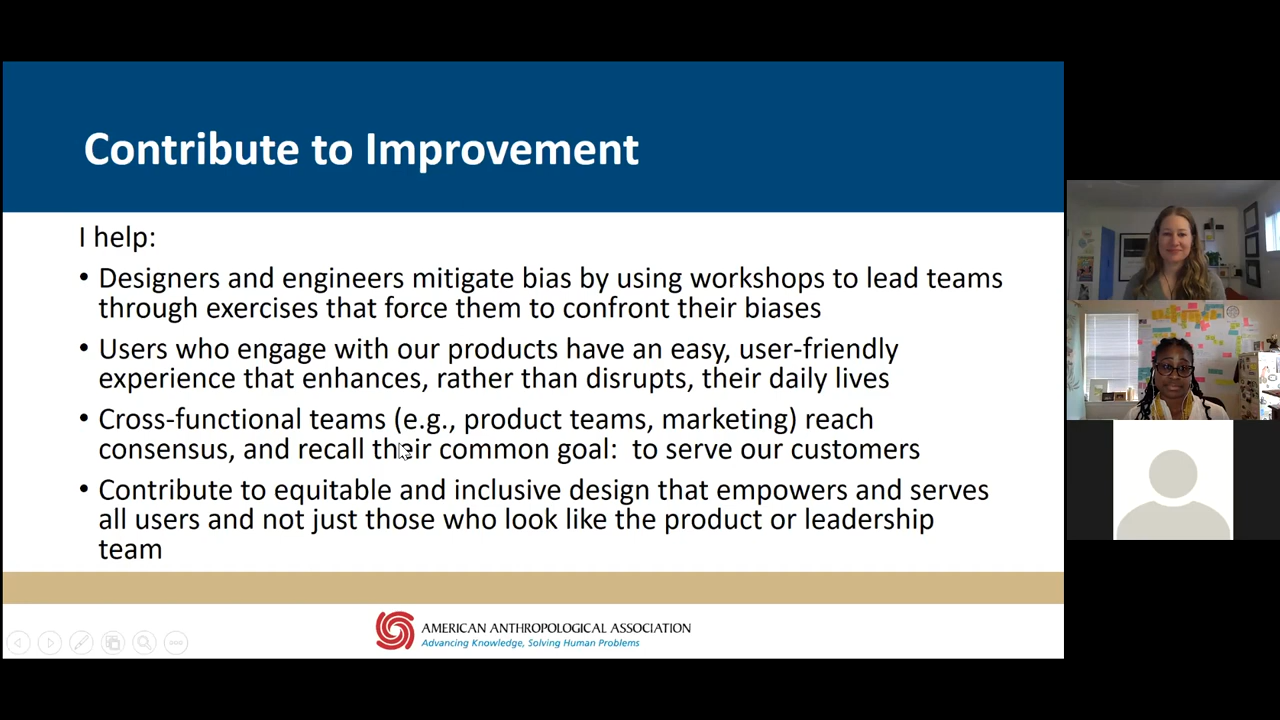 Contribute to Improvement
I help:
• Designers and engineers mitigate bias by using workshops to lead teams
through exercises that force them to confront their biases
• Users who engage with our products have an easy, user-friendly
experience that enhances, rather than disrupts, their daily lives
• Cross-functional teams (e.g., product teams, marketing) reach
consensus, and recall their common goal:  to serve our customers
• Contribute to equitable and inclusive design that empowers and serves
all users and not just those who look like the product or leadership
team
AMERICAN ANTHROPOLOGICAL ASSOCIATION
Advancing Knowledge, Solving Human Problems